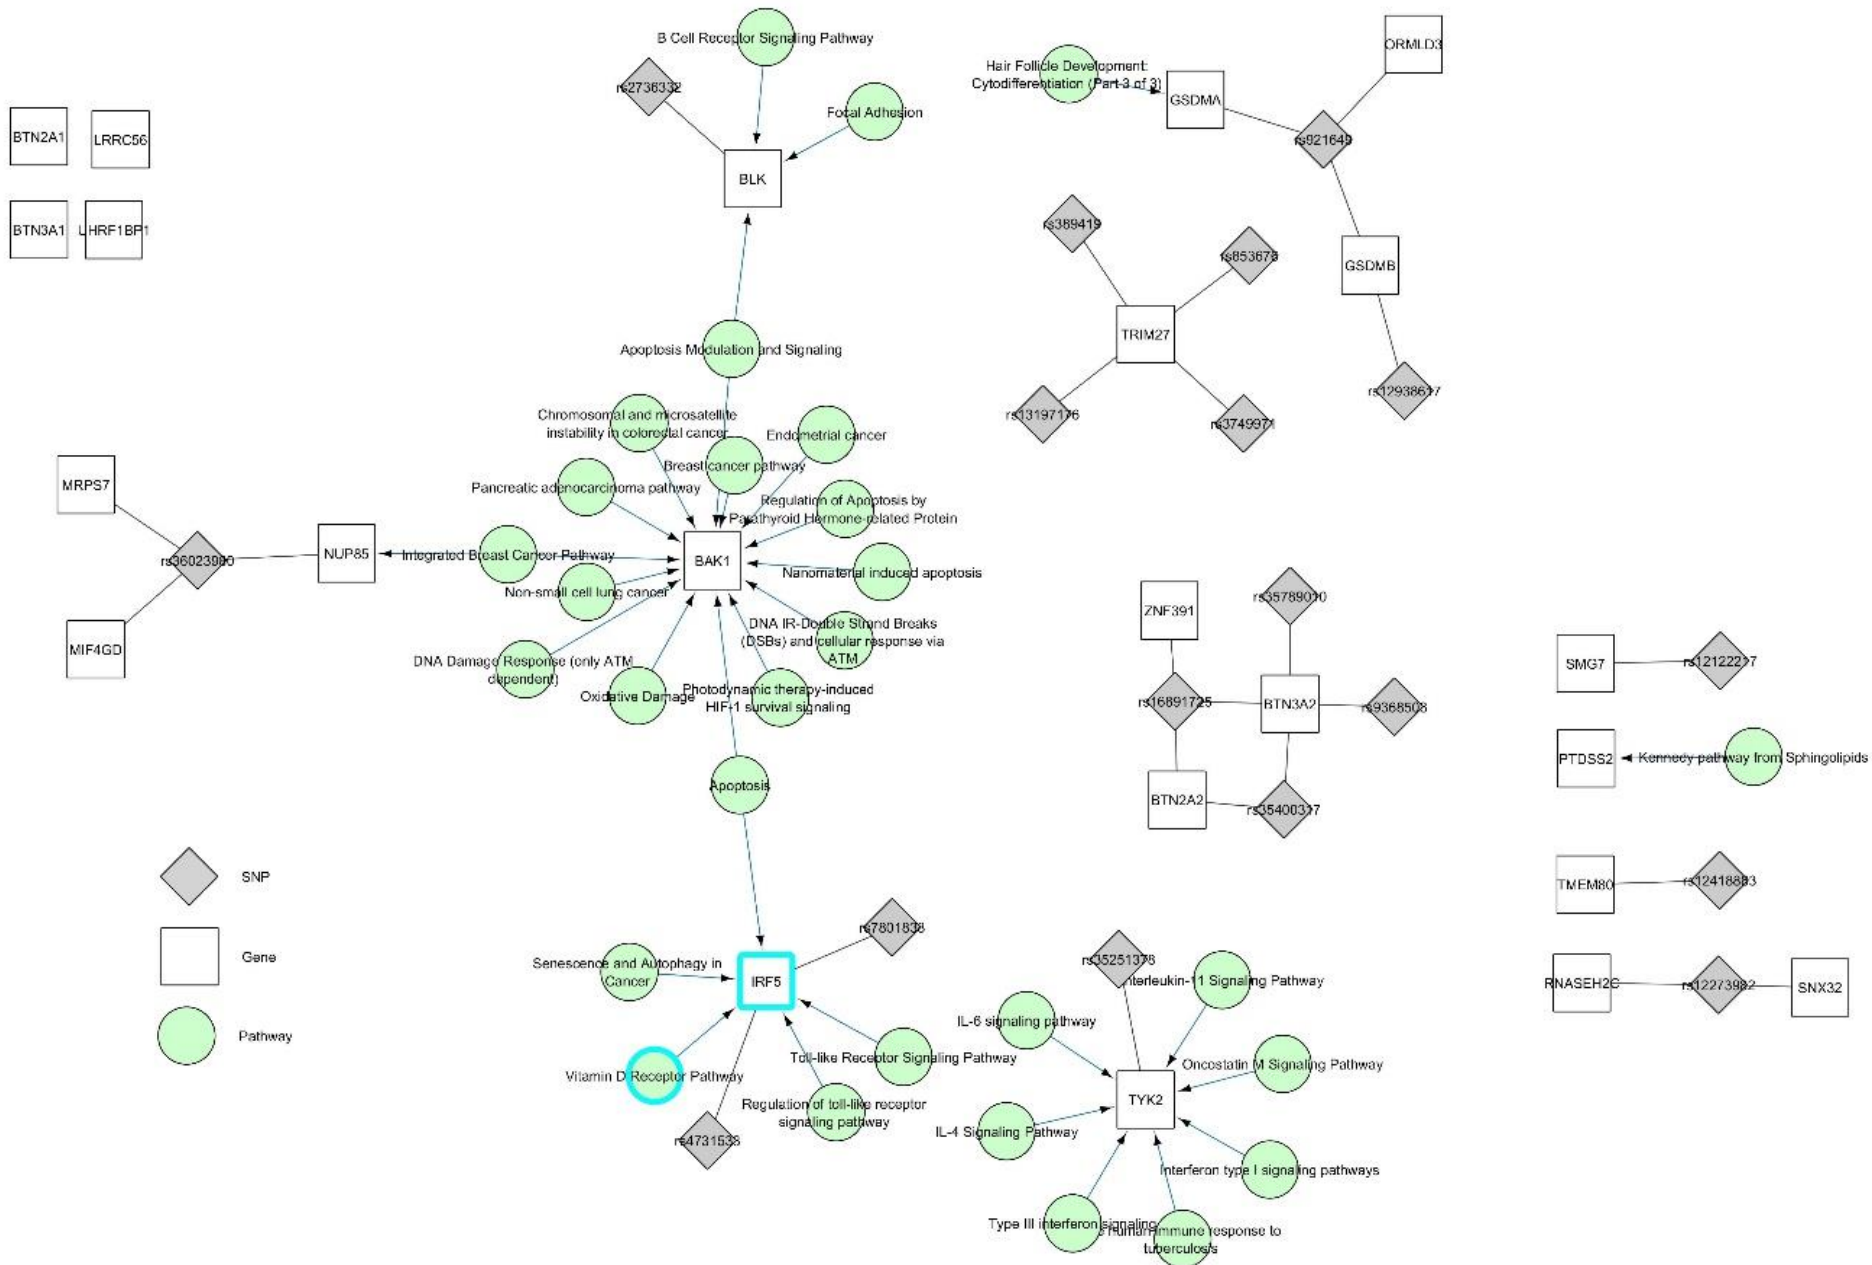 B Cell Receptor Signaling Pathway
rs2736332
Focal Adhesion
BLK
BTN2A1
LRRC56
BTN3A1
LHRF1BP1
Hair Follicle Development:
Cytodifferentiation (Part 3 of 3)
GSDMA
ORMLD3
rs921649
GSDMB
rs12938617
rs389419
rs853678
TRIM27
rs13197176
rs3749971
Apoptosis Modulation and Signaling
Chromosomal and microsatellite
instability in colorectal cancer
Endometrial cancer
Breast cancer pathway
Pancreatic adenocarcinoma pathway
Regulation of Apoptosis by
Parathyroid Hormone-related Protein
Integrated Breast Cancer Pathway
BAK1
Nanomaterial induced apoptosis
Non-small cell lung cancer
DNA IR-Double Strand Breaks
(DSBs) and cellular response via
ATM
DNA Damage Response (only ATM
dependent)
Oxidative Damage
Photodynamic therapy-induced
HIF-1 survival signaling
MRPS7
NUP85
MIF4GD
Apoptosis
ZNF391
rs35789010
rs16891725
BTN3A2
rs9368503
BTN2A2
rs35400317
SMG7
rs12122217
PTDSS2
Kennedy pathway from Sphingolipids
TMEM80
RNASEH2C
rs12273982
SNX32
SNP
Gene
Pathway
rs7801838
Senescence and Autophagy in
Cancer
IRF5
Vitamin D Receptor Pathway
Toll-like Receptor Signaling Pathway
Regulation of toll-like receptor
signaling pathway
rs4731538
rs35251378
Interleukin-11 Signaling Pathway
IL-6 signaling pathway
Oncostatin M Signaling Pathway
TYK2
IL-4 Signaling Pathway
Interferon type I signaling pathways
Type III interferon signaling
human immune response to
tuberculosis